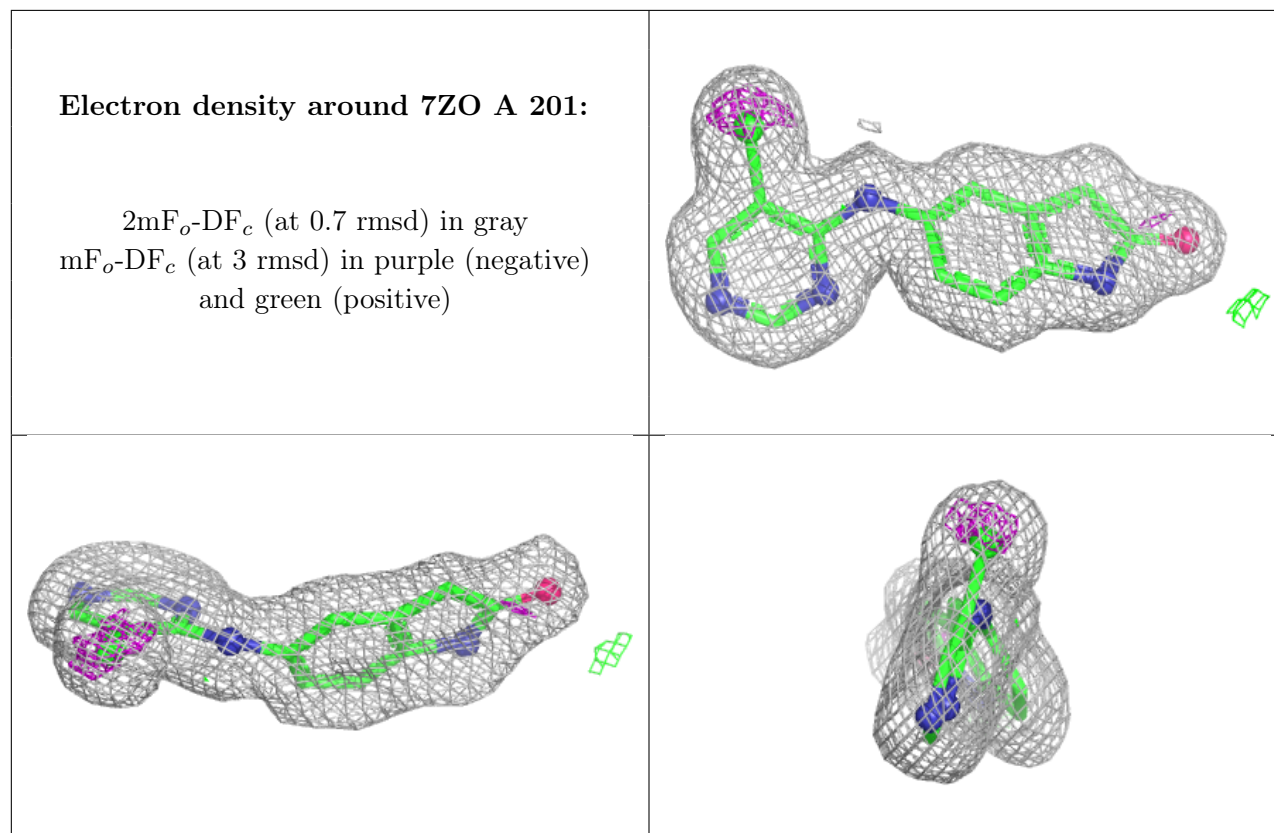 Electron density around 7ZO A 201:
2mFo-DFc (at 0.7 rmsd) in gray
mFo-DFc (at 3 rmsd) in purple (negative)
and green (positive)